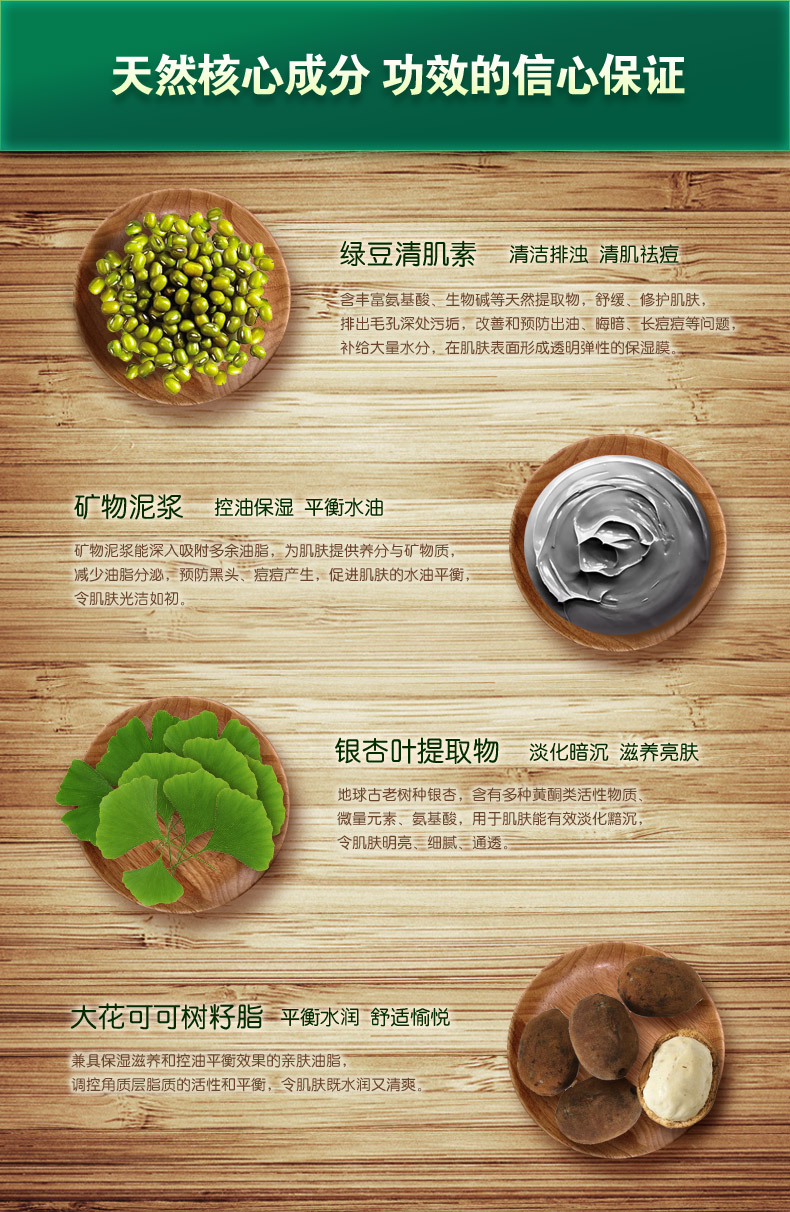 天然核心成分 功效的信心保证
绿豆清肌素 清洁排浊 清肌祛痘
含丰富氨基酸、生物碱等天然提取物，舒缓、修护肌肤，
排出毛孔深处污垢，改善和预防出油、晦暗、长痘痘等问题，
补给大量水分，在肌肤表面形成透明弹性的保湿膜。
矿物泥浆 控油保湿 平衡水油
矿物泥浆能深入吸附多余油脂，为肌肤提供养分与矿物质，
减少油脂分泌，预防黑头、痘痘产生，促进肌肤的水油平衡，
令肌肤光洁如初。
银杏叶提取物 淡化暗沉 滋养亮肤
地球古老树种银杏，含有多种黄酮类活性物质、
微量元素、氨基酸，用于肌肤能有效淡化黯沉，
令肌肤明亮、细腻、通透。
大花可可树籽脂 平衡水润 舒适愉悦
兼具保湿滋养和控油平衡效果的亲肤油脂，
调控角质层脂质的活性和平衡，令肌肤既水润又清爽。